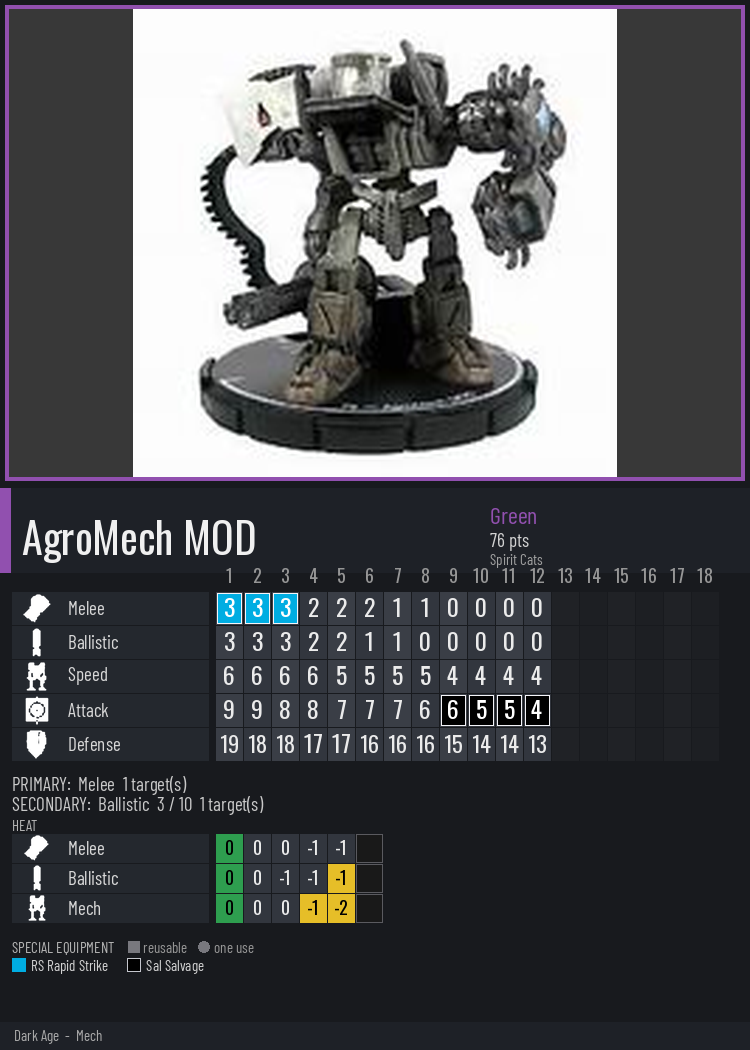 AgroMech MOD
Green
76 pts
Spirit Cats
1 2 3 4 5 6 7 8 9 10 11 12 13 14 15 16 17 18
Melee 3 3 3 2 2 2 1 1 0 0 0 0
Ballistic 3 3 3 2 2 1 1 0 0 0 0 0
Speed 6 6 6 6 5 5 5 5 4 4 4 4
Attack 9 9 8 8 7 7 7 6 6 5 5 4
Defense 19 18 18 17 17 16 16 16 15 14 14 13
PRIMARY: Melee 1 target(s)
SECONDARY: Ballistic 3 / 10 1 target(s)
HEAT
Melee 0 0 0 -1 -1
Ballistic 0 0 -1 -1 -1
Mech 0 0 0 -1 -2
SPECIAL EQUIPMENT reusable one use
RS Rapid Strike Sal Salvage
Dark Age - Mech